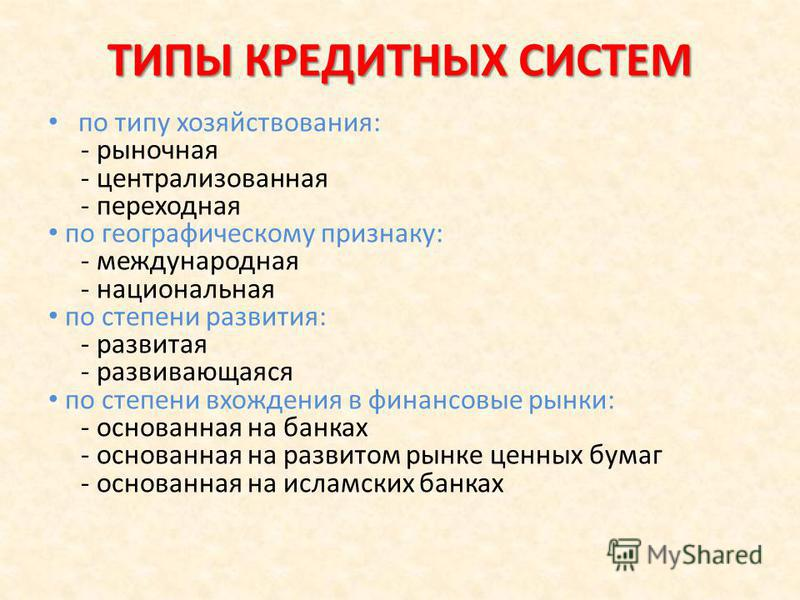 ТИПЫ КРЕДИТНЫХ СИСТЕМ
• по типу хозяйствования:
- рыночная
- централизованная
- переходная
• по географическому признаку:
- международная
- национальная
• по степени развития:
- развитая
- развивающаяся
• по степени вхождения в финансовые рынки:
- основанная на банках
- основанная на развитом рынке ценных бумаг
- основанная на исламских банках
MyShared